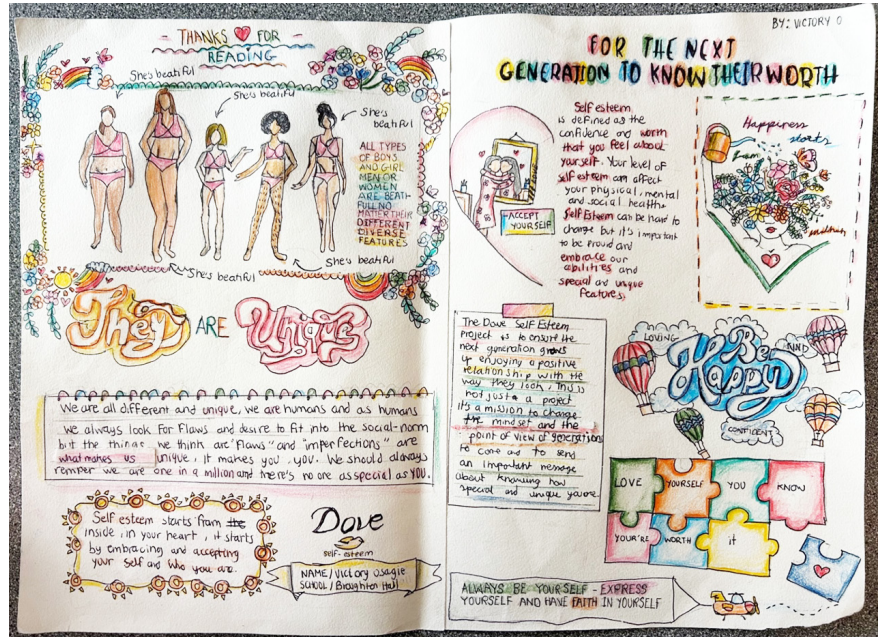 - THANKS FOR -
READING
She's beatiful
She's beatiful
She's beatiful
ALL TYPES
OF BOYS
AND GIRL
MEN OR
WOMEN
ARE BEATI-
FULL NO
MATTER THEIR
DIFFERENT
DIVERSE
FEATURES
She's beatiful
She's beatiful
They ARE Unique
We are all different and unique, we are humans and as humans
we always look for Flaws and desire to fit into the social-norm
bit the things we think are "flaws" and "imperfections" are
what makes us unique, it makes you, you. We should always
remper we are one in a million and there's no one as special as YOU.
Self esteem starts from the
inside, in your heart, it starts
by embracing and accepting
your self and who you are.
Dove
self-esteem
NAME/Victory Osagie
SCHOOL/Broughton Hall
BY: VICTORY O
FOR THE NEXT
GENERATION TO KNOW THEIR WORTH
ACCEPT
YOURSELF
Self esteem
is defined as the
confidence and worth
that you feel about
yourself. Your level of
self esteem can affect
your physical, mental
and social health.
Self Esteem can be hard to
change but it's important
to be proud and
embrace our
abilities and
special and unique
features.
Happiness
starts
from
within
The Dove Self Esteem
project is to ensure the
next generation grows
up enjoying a positive
relationship with the
way they look. This is
not just a project
it's a mission to change
the mindset and the
point of view of generations
to come and to send
an important message
about knowing how
special and unique you are
LOVING
AND
Be
Happy
CONFIDENT
LOVE YOURSELF YOU KNOW
YOUR'RE WORTH it
ALWAYS BE YOURSELF - EXPRESS
YOURSELF AND HAVE FAITH IN YOURSELF